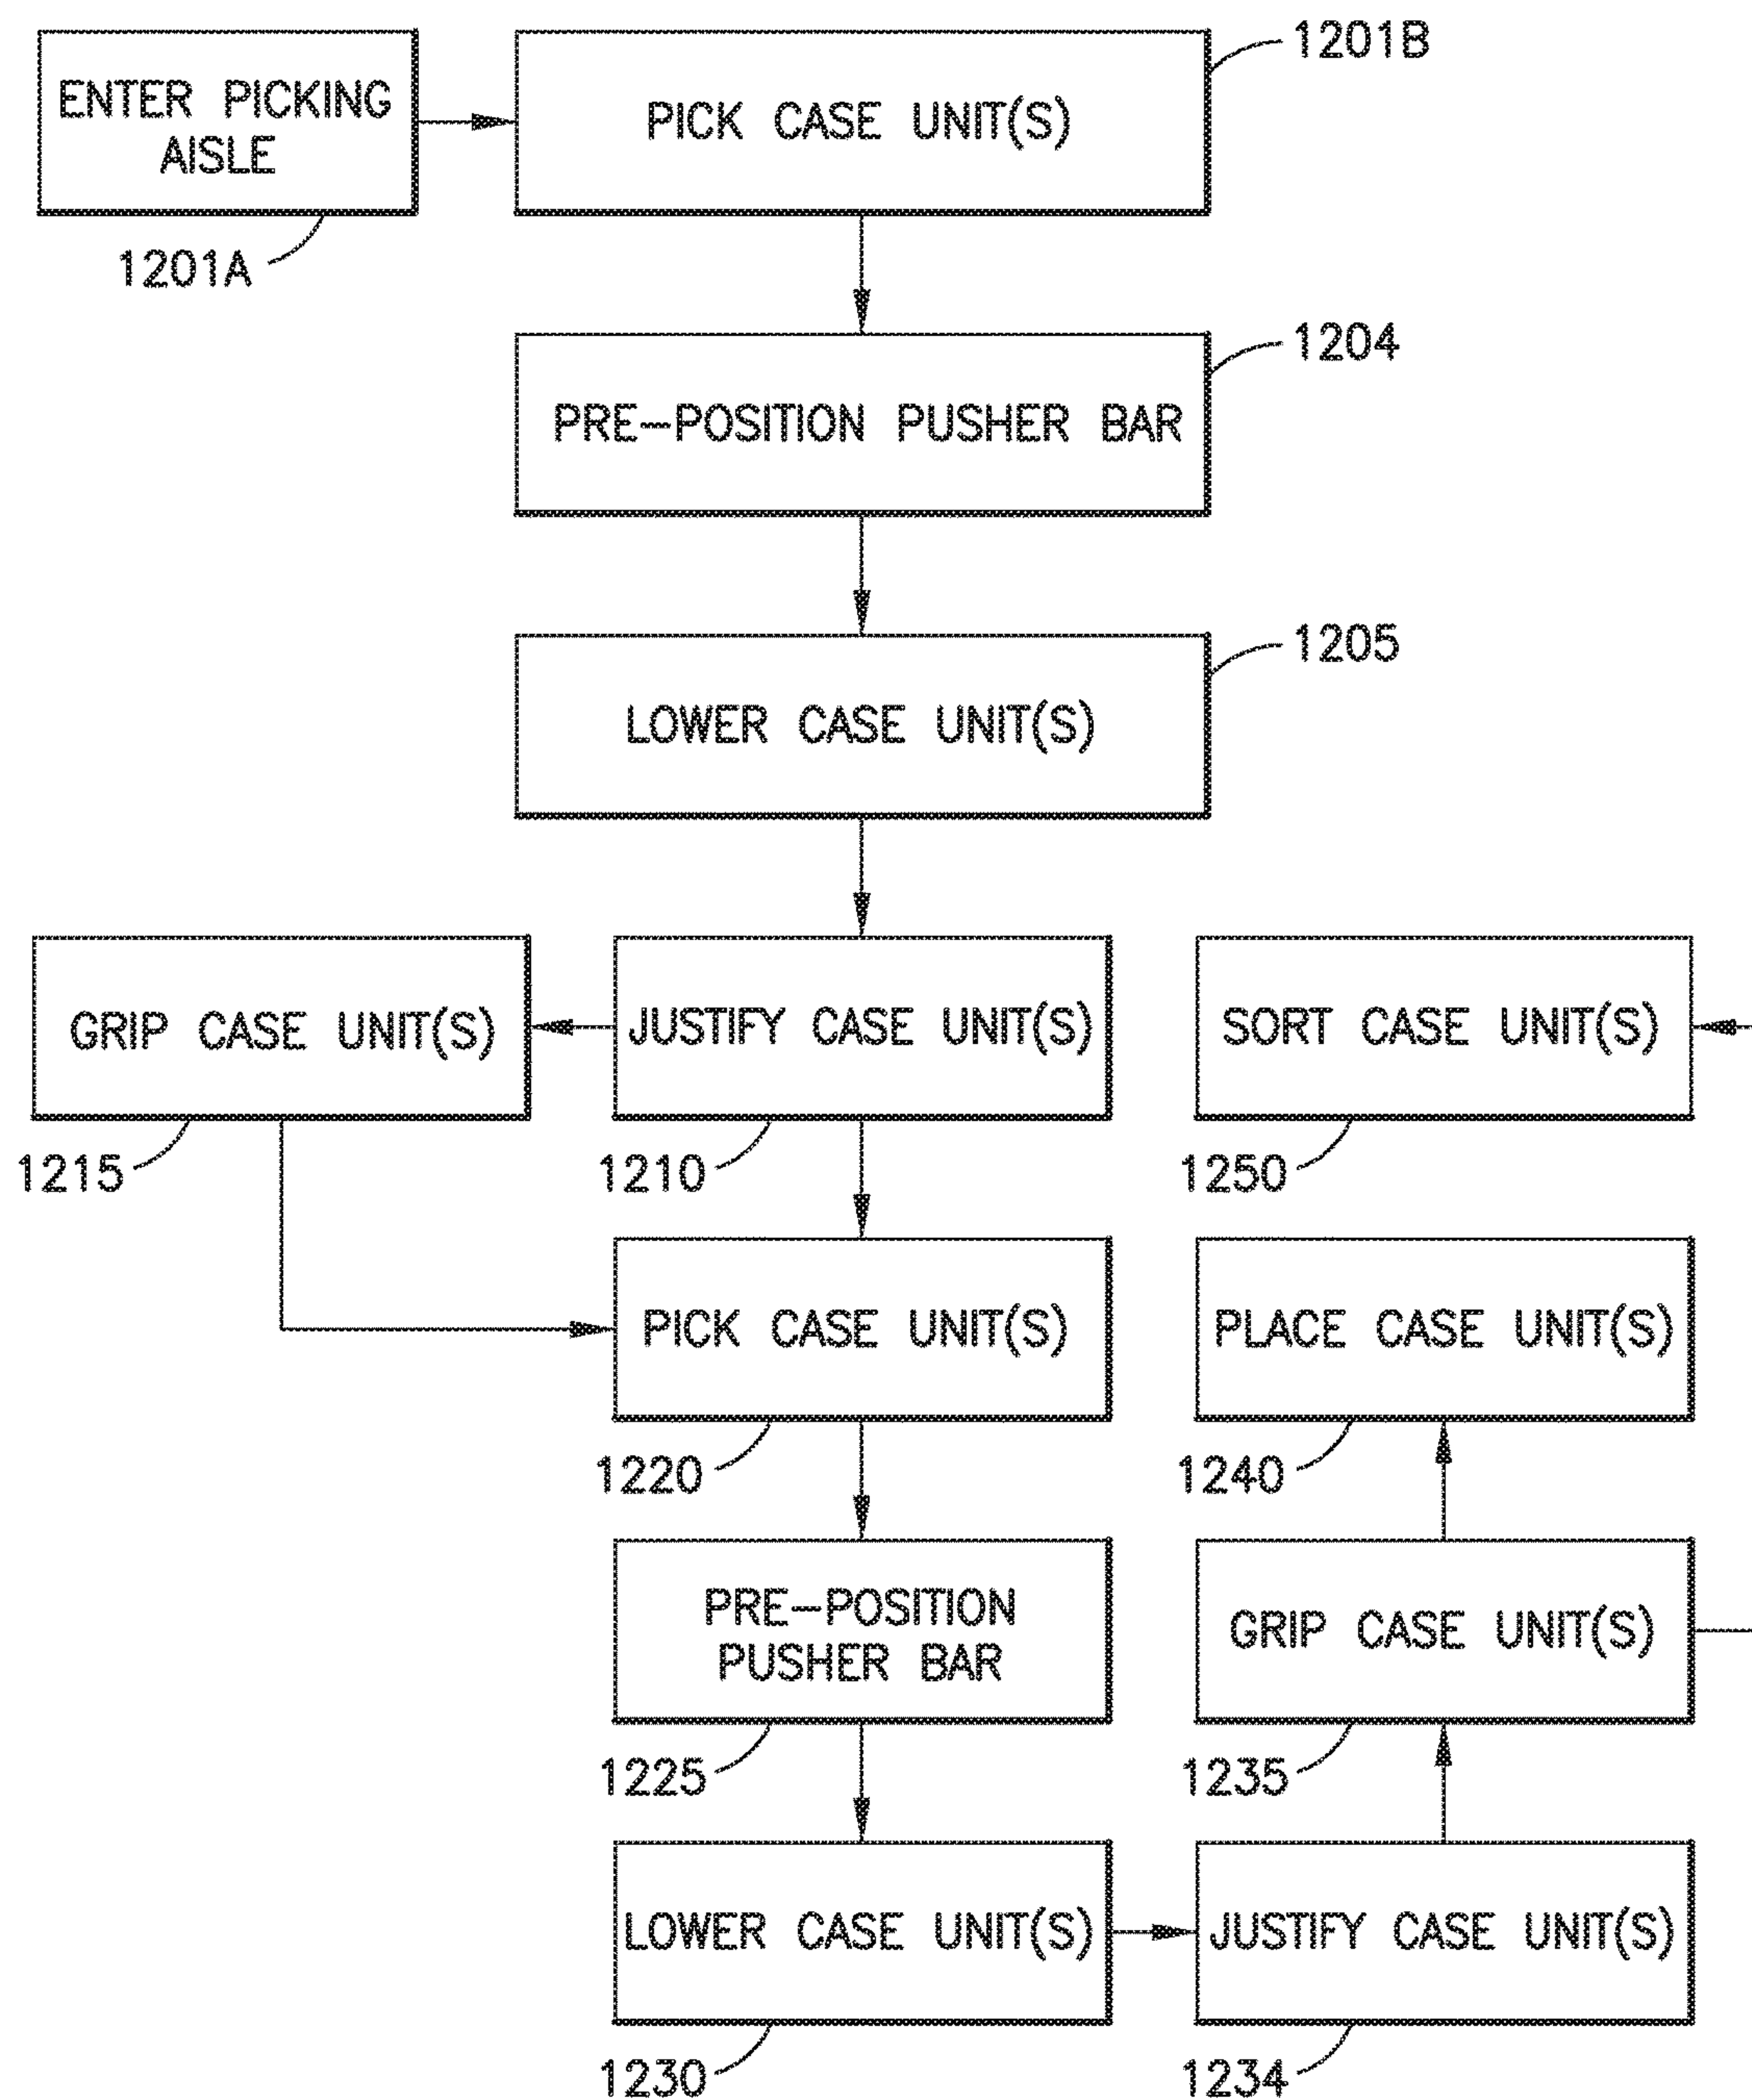 ENTER PICKING
AISLE
1201A
PICK CASE UNIT(S)
1201B
PRE-POSITION PUSHER BAR
1204
LOWER CASE UNIT(S)
1205
GRIP CASE UNIT(S)
1215
JUSTIFY CASE UNIT(S)
1210
SORT CASE UNIT(S)
1250
PICK CASE UNIT(S)
1220
PLACE CASE UNIT(S)
1240
PRE-POSITION
PUSHER BAR
1225
GRIP CASE UNIT(S)
1235
LOWER CASE UNIT(S)
1230
JUSTIFY CASE UNIT(S)
1234